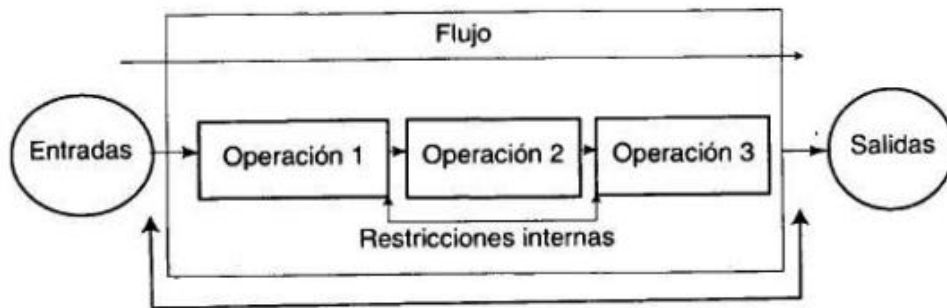 Flujo
Entradas
Operación 1
Operación 2
Operación 3
Salidas
Restricciones internas